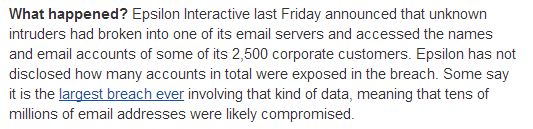 What happened? Epsilon Interactive last Friday announced that unknown
intruders had broken into one of its email servers and accessed the names
and email accounts of some of its 2,500 corporate customers. Epsilon has not
disclosed how many accounts in total were exposed in the breach. Some say
it is the largest breach ever involving that kind of data, meaning that tens of
millions of email addresses were likely compromised.